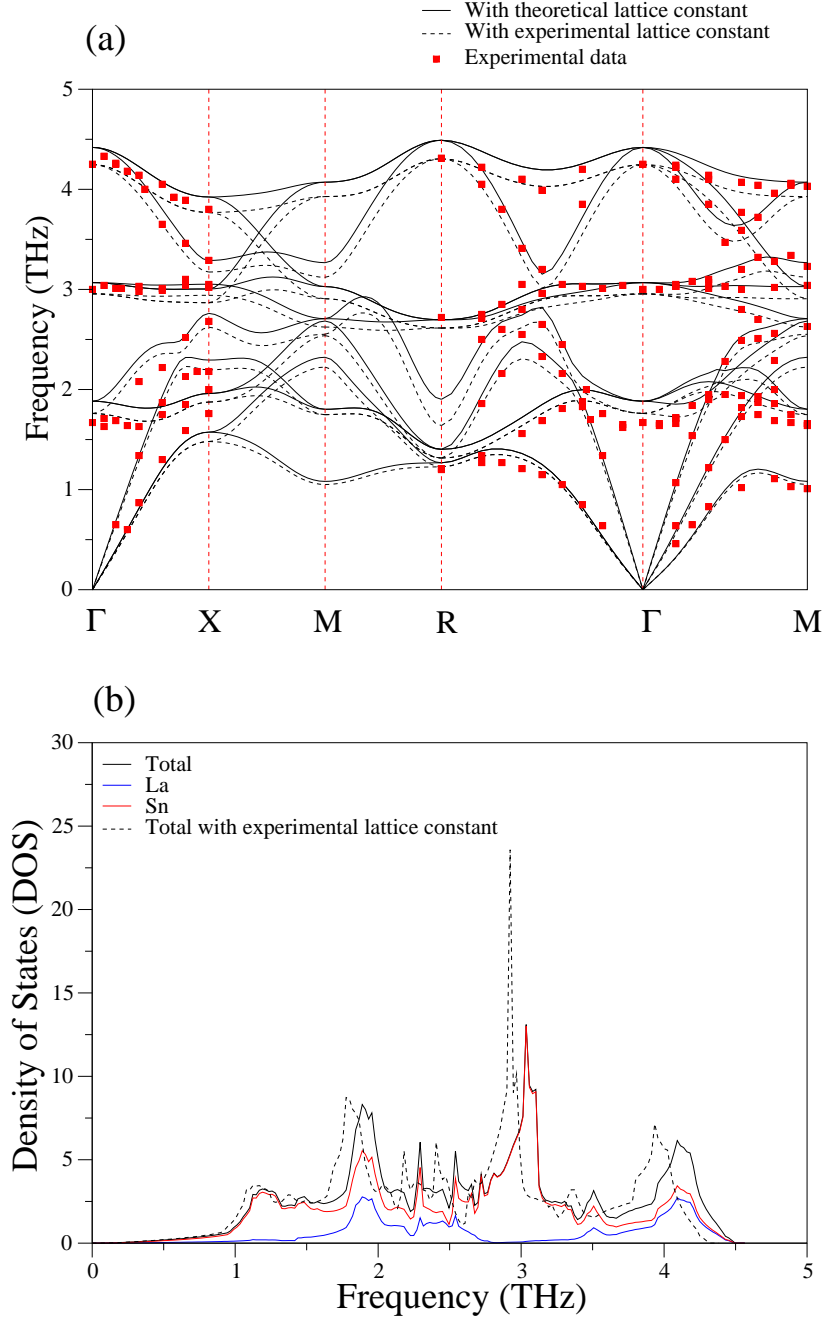 With theoretical lattice constant
(a)
With experimental lattice constant
Experimental data
5
4
3
2
1
0
Frequency (THz)
Γ X M R Γ M
(b)
30
25
20
15
10
5
0
Density of States (DOS)
Total
La
Sn
Total with experimental lattice constant
0 1 2 3 4 5
Frequency (THz)